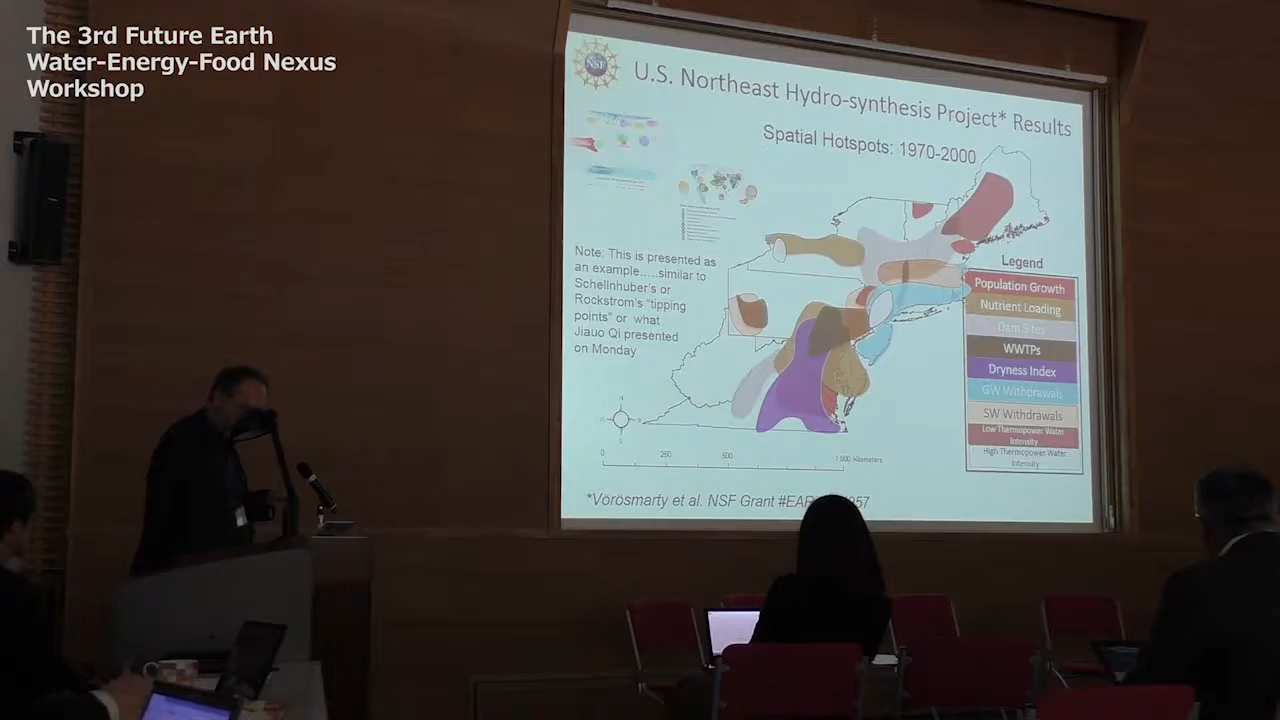 The 3rd Future Earth
Water-Energy-Food Nexus
Workshop
NSF
U.S. Northeast Hydro-synthesis Project* Results
Spatial Hotspots: 1970-2000
Note: This is presented as
an example.....similar to
Schellnhuber's or
Rockstrom's "tipping
points" or what
Jiauo Qi presented
on Monday
Legend
Population Growth
Nutrient Loading
Dam Sites
WWTPs
Dryness Index
GW Withdrawals
SW Withdrawals
Low Thermopower Water
Intensity
High Thermopower Water
Intensity
N
S
0 250 500 1 000 Kilometers
*Vörösmarty et al. NSF Grant